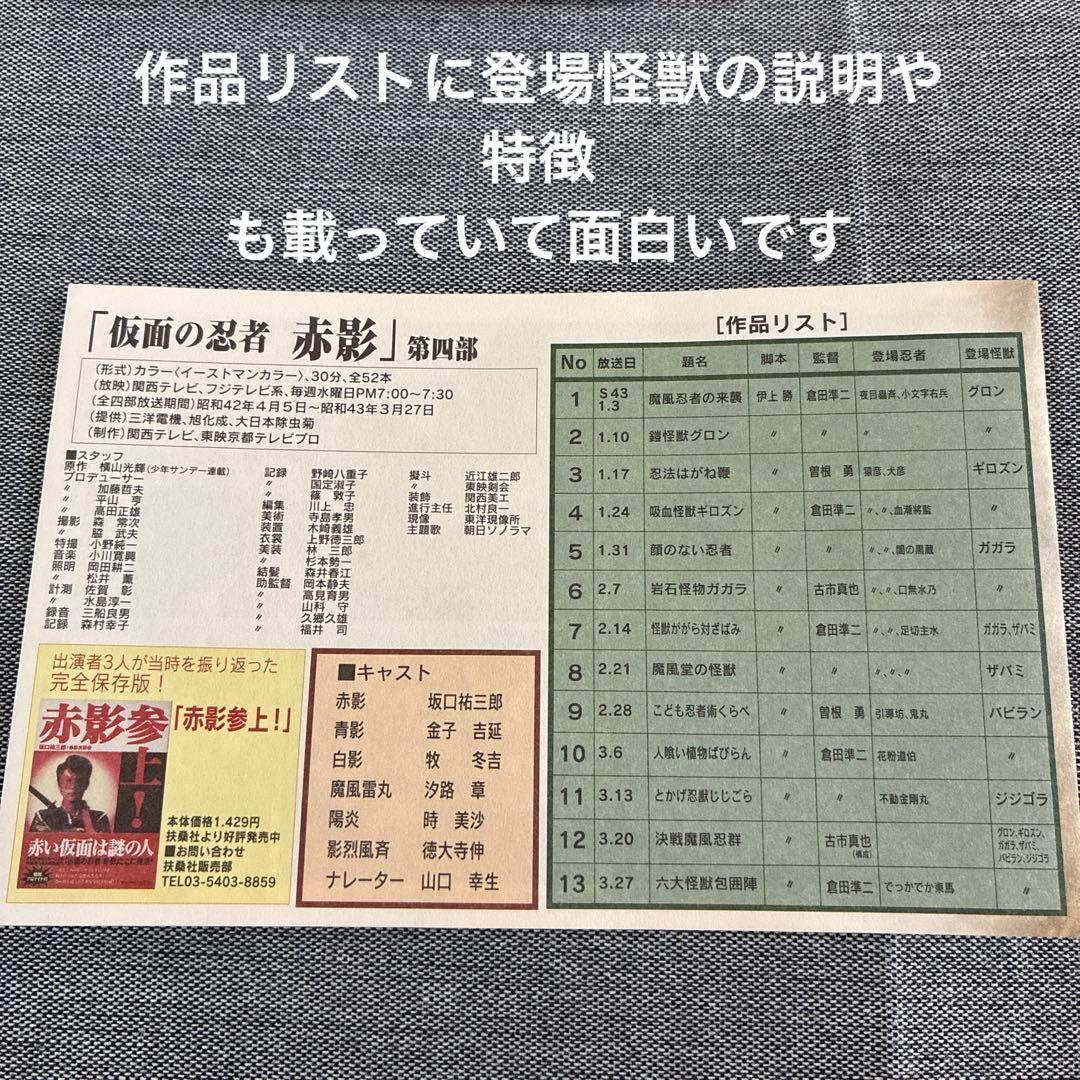 作品リストに登場怪獣の説明や
特徴
も載っていて面白いです
「仮面の忍者 赤影」第四部
(形式)カラー〈イーストマンカラー〉、30分、全52本
(放映)関西テレビ、フジテレビ系、毎週水曜日PM7:00〜7:30
(全四部放送期間)昭和42年4月5日〜昭和43年3月27日
(提供)三洋電機、旭化成、大日本除虫菊
(制作)関西テレビ、東映京都テレビプロ
■スタッフ
原作 横山光輝(少年サンデー連載)
プロデューサー
〃 加藤哲夫
〃 平山 亨
〃 高田正雄
撮影 森 常次
〃 脇 武夫
特撮 小野純一
音楽 小川寛興
照明 岡田耕二
〃 松井 薫
計測 佐賀 彰
〃 水島淳一
録音 三船良男
記録 森村幸子
記録 野崎八重子
〃 国定淑子
〃 篠 敦子
編集 川上 忠
美術 寺島孝男
装置 木崎義雄
衣裳 上野徳三郎
美装 林 三郎
〃 杉本勢一
結髪 森井春江
助監督 岡本静夫
〃 高見育男
〃 山科 守
〃 久郷久雄
〃 福井 司
擬斗 近江雄二郎
〃 東映剣会
装飾 関西美工
進行主任 北村良一
現像 東洋現像所
主題歌 朝日ソノラマ
出演者3人が当時を振り返った
完全保存版!
「赤影参上!」
赤影参
上!
赤い仮面は謎の人
本体価格1,429円
扶桑社より好評発売中
■お問い合わせ
扶桑社販売部
TEL03-5403-8859
■キャスト
赤影 坂口祐三郎
青影 金子 吉延
白影 牧 冬吉
魔風雷丸 汐路 章
陽炎 時 美沙
影烈風斉 徳大寺伸
ナレーター 山口 幸生
[作品リスト]
No 放送日 題名 脚本 監督 登場忍者 登場怪獣
1 S43 1.3 魔風忍者の来襲 伊上 勝 倉田準二 夜目蟲斉、小文字右兵 グロン
2 1.10 鎧怪獣グロン 〃 〃 〃 〃
3 1.17 忍法はがね鞭 〃 曽根 勇 猿彦、犬彦 ギロズン
4 1.24 吸血怪獣ギロズン 〃 倉田準二 〃、〃、血潮将監 〃
5 1.31 顔のない忍者 〃 〃 〃、〃、闇の黒蔵 ガガラ
6 2.7 岩石怪物ガガラ 〃 古市真也 〃、〃、口無水乃 〃
7 2.14 怪獣ががら対ざばみ 〃 倉田準二 〃、〃、足切主水 ガガラ、ザバミ
8 2.21 魔風堂の怪獣 〃 〃 〃、〃、〃 ザバミ
9 2.28 こども忍者術くらべ 〃 曽根 勇 引導坊、鬼丸 バビラン
10 3.6 人喰い植物ばびらん 〃 倉田準二 花粉道伯 〃
11 3.13 とかげ忍獣じじごら 〃 〃 不動金剛丸 ジジゴラ
12 3.20 決戦魔風忍群 〃 古市真也(構成) グロン、ギロズン、ガガラ、ザバミ、バビラン、ジジゴラ
13 3.27 六大怪獣包囲陣 〃 倉田準二 でっかでか東馬 〃